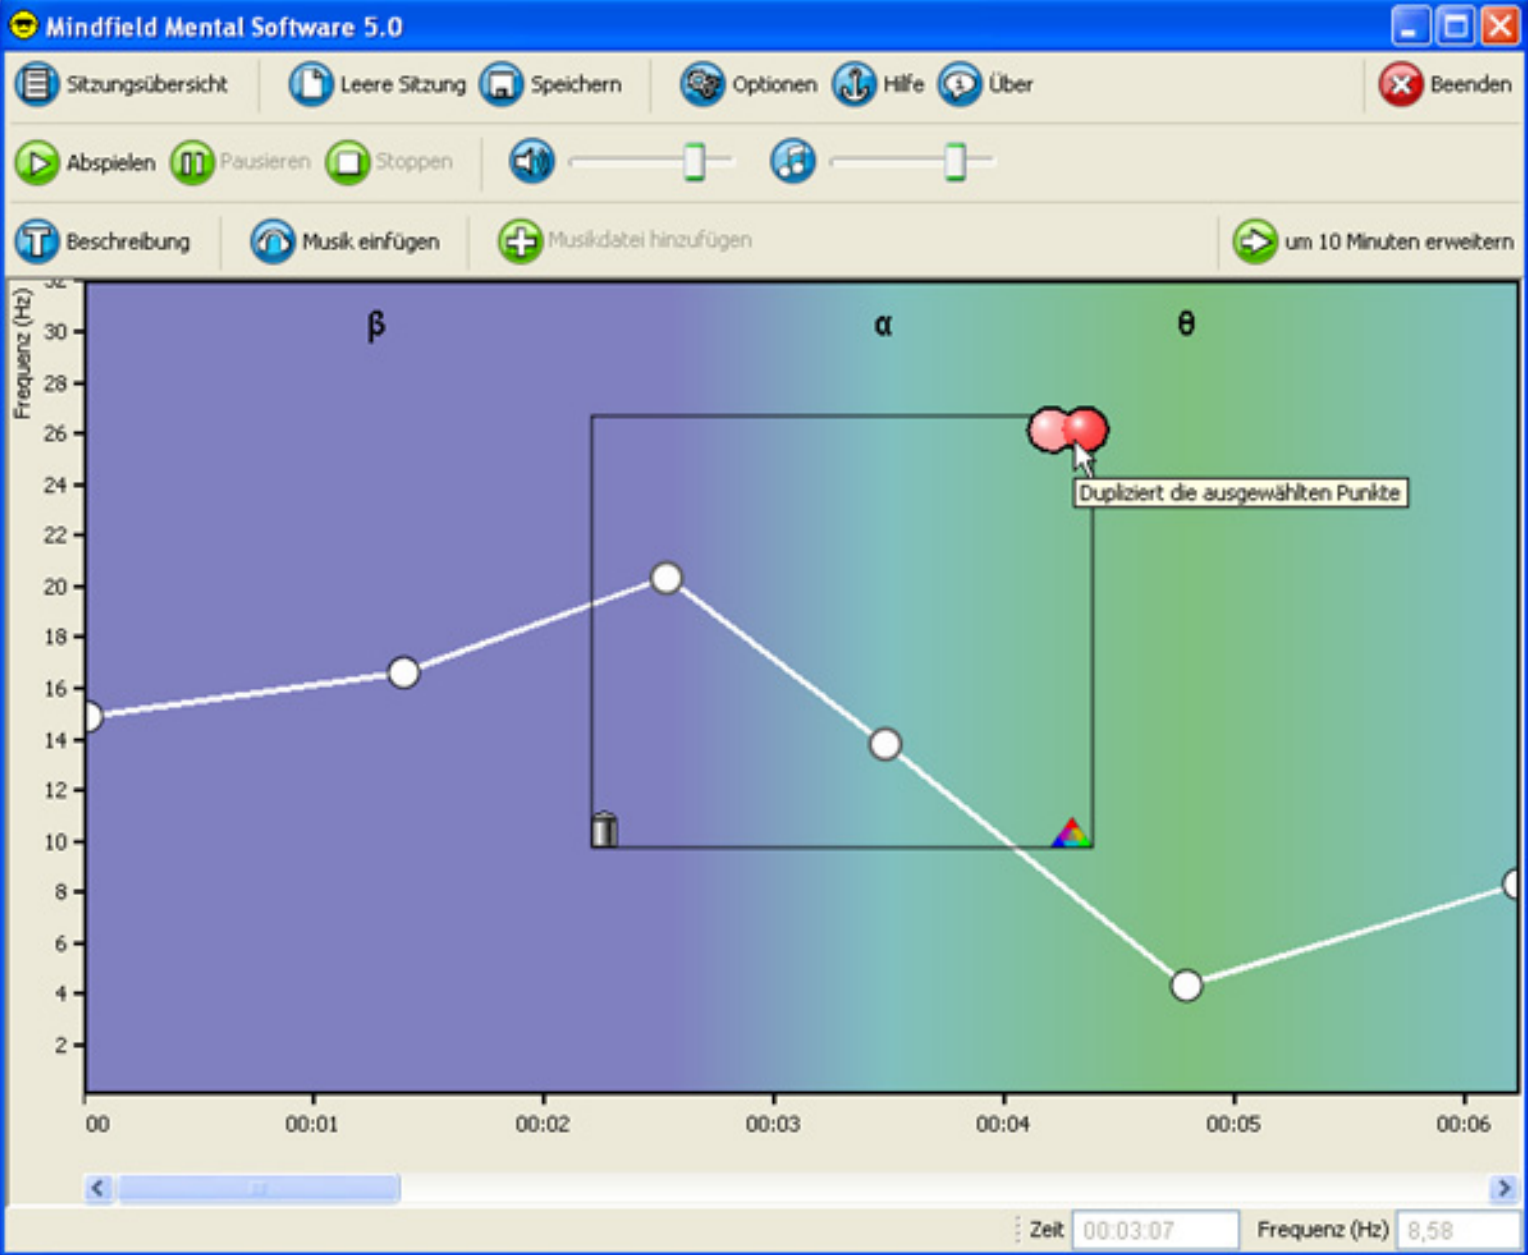 Mindfield Mental Software 5.0
Sitzungsübersicht Leere Sitzung Speichern Optionen Hilfe Über Beenden
Abspielen Pausieren Stoppen
Beschreibung Musik einfügen Musikdatei hinzufügen um 10 Minuten erweitern
Frequenz (Hz)
β α θ
32
30
28
26
24
22
20
18
16
14
12
10
8
6
4
2
Dupliziert die ausgewählten Punkte
00 00:01 00:02 00:03 00:04 00:05 00:06
Zeit 00:03:07 Frequenz (Hz) 8,58